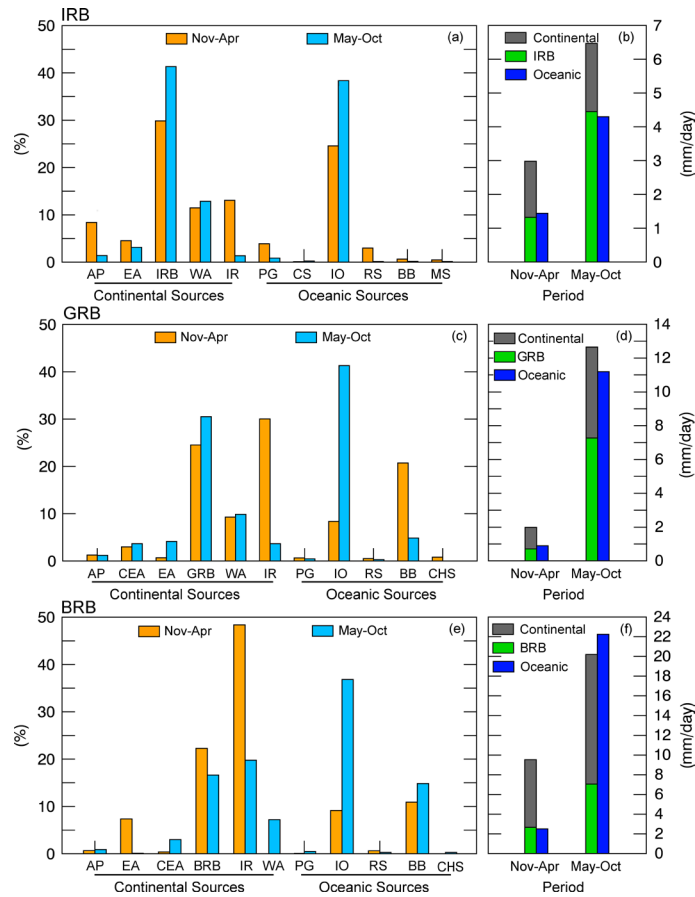 IRB
50
40
30
20
10
0
(%)
Nov-Apr
May-Oct
(a)
AP EA IRB WA IR PG CS IO RS BB MS
Continental Sources
Oceanic Sources
Continental
IRB
Oceanic
(b)
7
6
5
4
3
2
1
0
(mm/day)
Nov-Apr May-Oct
Period
GRB
50
40
30
20
10
0
(%)
Nov-Apr
May-Oct
(c)
AP CEA EA GRB WA IR PG IO RS BB CHS
Continental Sources
Oceanic Sources
Continental
GRB
Oceanic
(d)
14
12
10
8
6
4
2
0
(mm/day)
Nov-Apr May-Oct
Period
BRB
50
40
30
20
10
0
(%)
Nov-Apr
May-Oct
(e)
AP EA CEA BRB IR WA PG IO RS BB CHS
Continental Sources
Oceanic Sources
Continental
BRB
Oceanic
(f)
24
22
20
18
16
14
12
10
8
6
4
2
0
(mm/day)
Nov-Apr May-Oct
Period